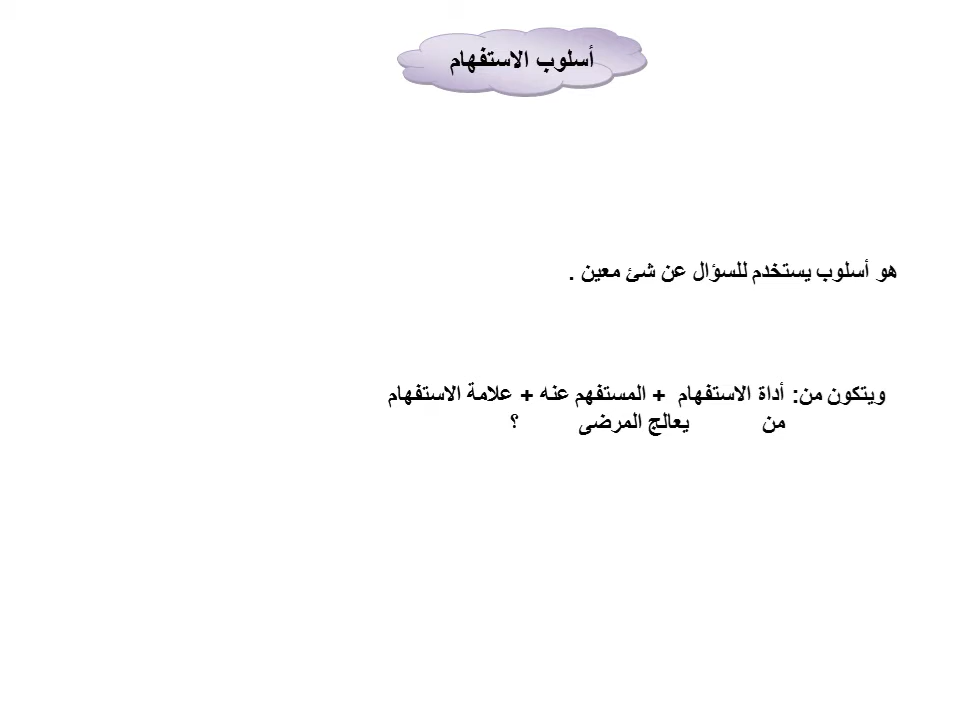 أسلوب الاستفهام
هو أسلوب يستخدم للسؤال عن شئ معين .
ويتكون من: أداة الاستفهام + المستفهم عنه + علامة الاستفهام
من يعالج المرضى ؟